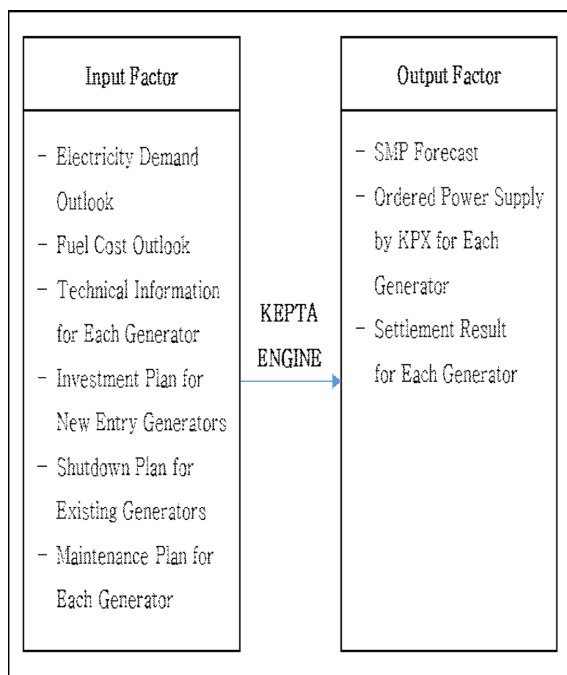 Input Factor
- Electricity Demand
Outlook
- Fuel Cost Outlook
- Technical Information
for Each Generator
- Investment Plan for
New Entry Generators
- Shutdown Plan for
Existing Generators
- Maintenance Plan for
Each Generator
KEPTA
ENGINE
Output Factor
- SMP Forecast
- Ordered Power Supply
by KPX for Each
Generator
- Settlement Result
for Each Generator